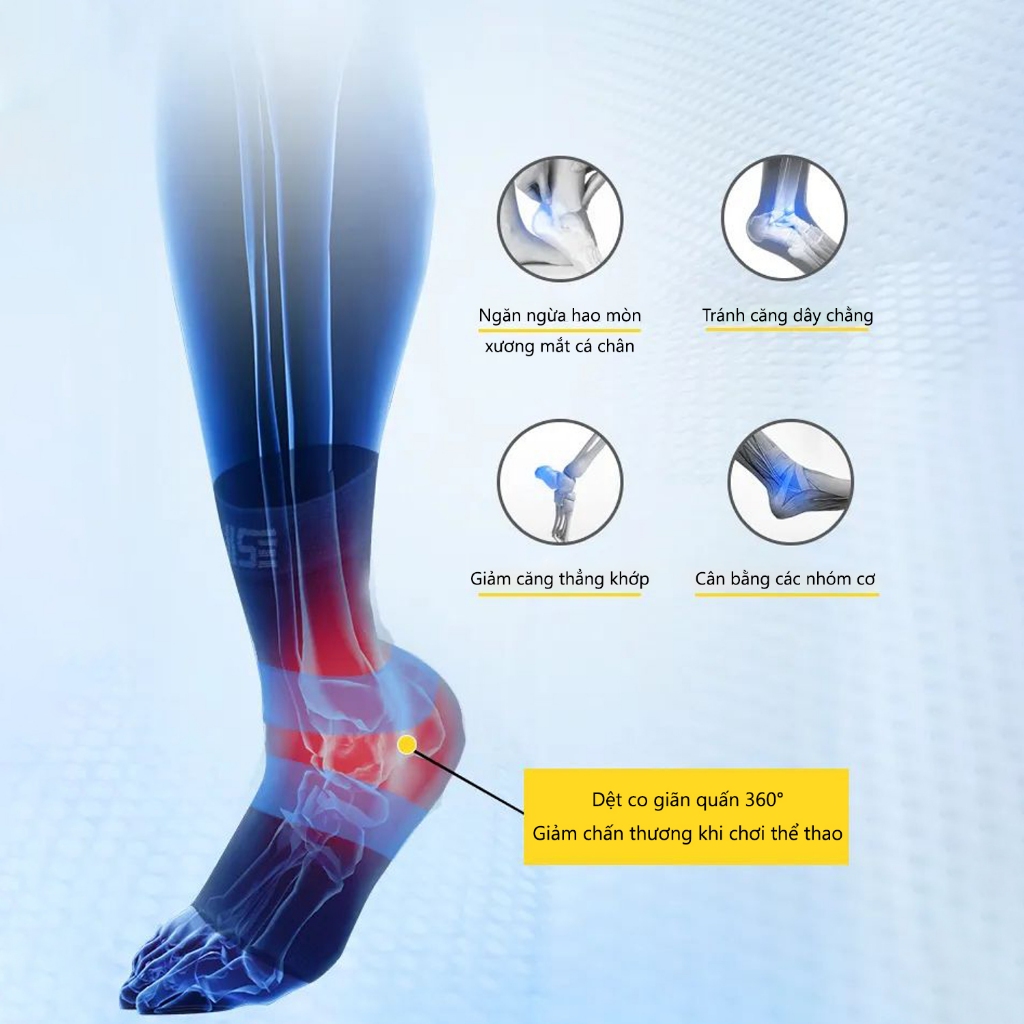 Ngăn ngừa hao mòn
xương mắt cá chân
Tránh căng dây chằng
Giảm căng thẳng khớp
Cân bằng các nhóm cơ
Dệt co giãn quấn 360°
Giảm chấn thương khi chơi thể thao